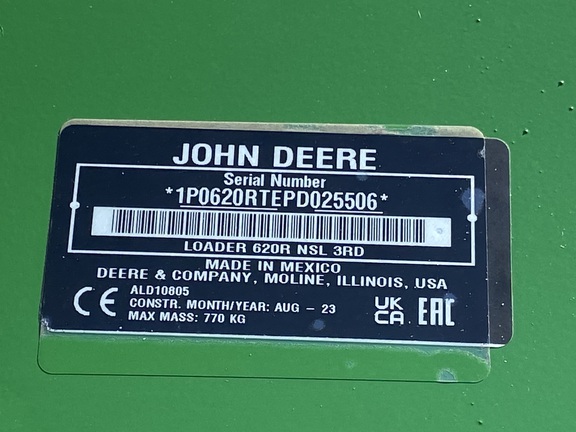 JOHN DEERE
Serial Number
*1P0620RTEPD025506*
LOADER 620R NSL 3RD
MADE IN MEXICO
DEERE & COMPANY, MOLINE, ILLINOIS, USA
CE
ALD10805
CONSTR. MONTH/YEAR: AUG - 23
MAX MASS: 770 KG
UK
CA
EAC